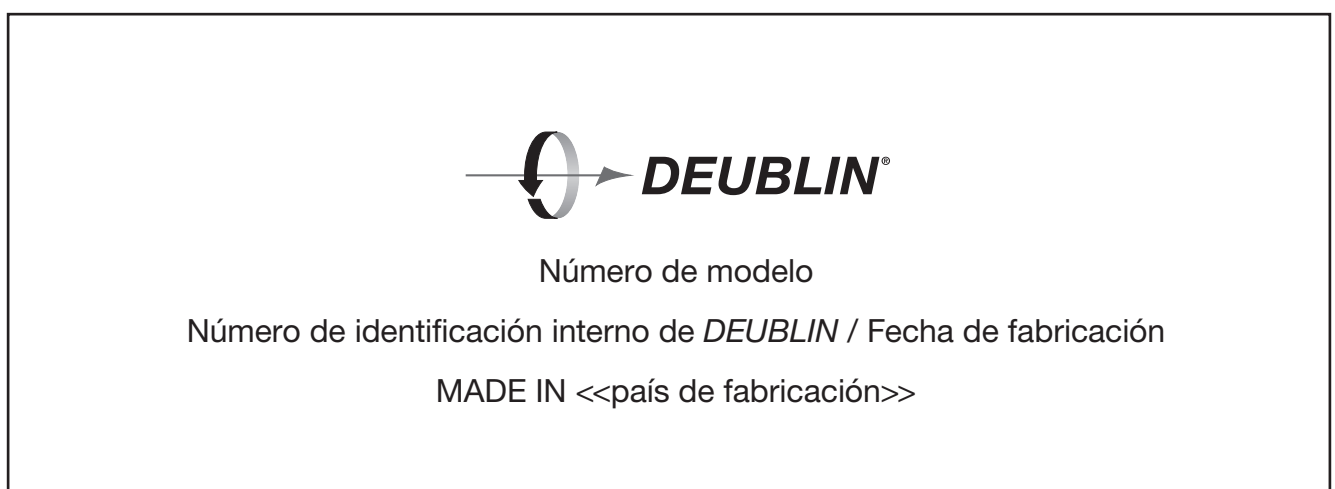 DEUBLIN®
Número de modelo
Número de identificación interno de DEUBLIN / Fecha de fabricación
MADE IN <<país de fabricación>>